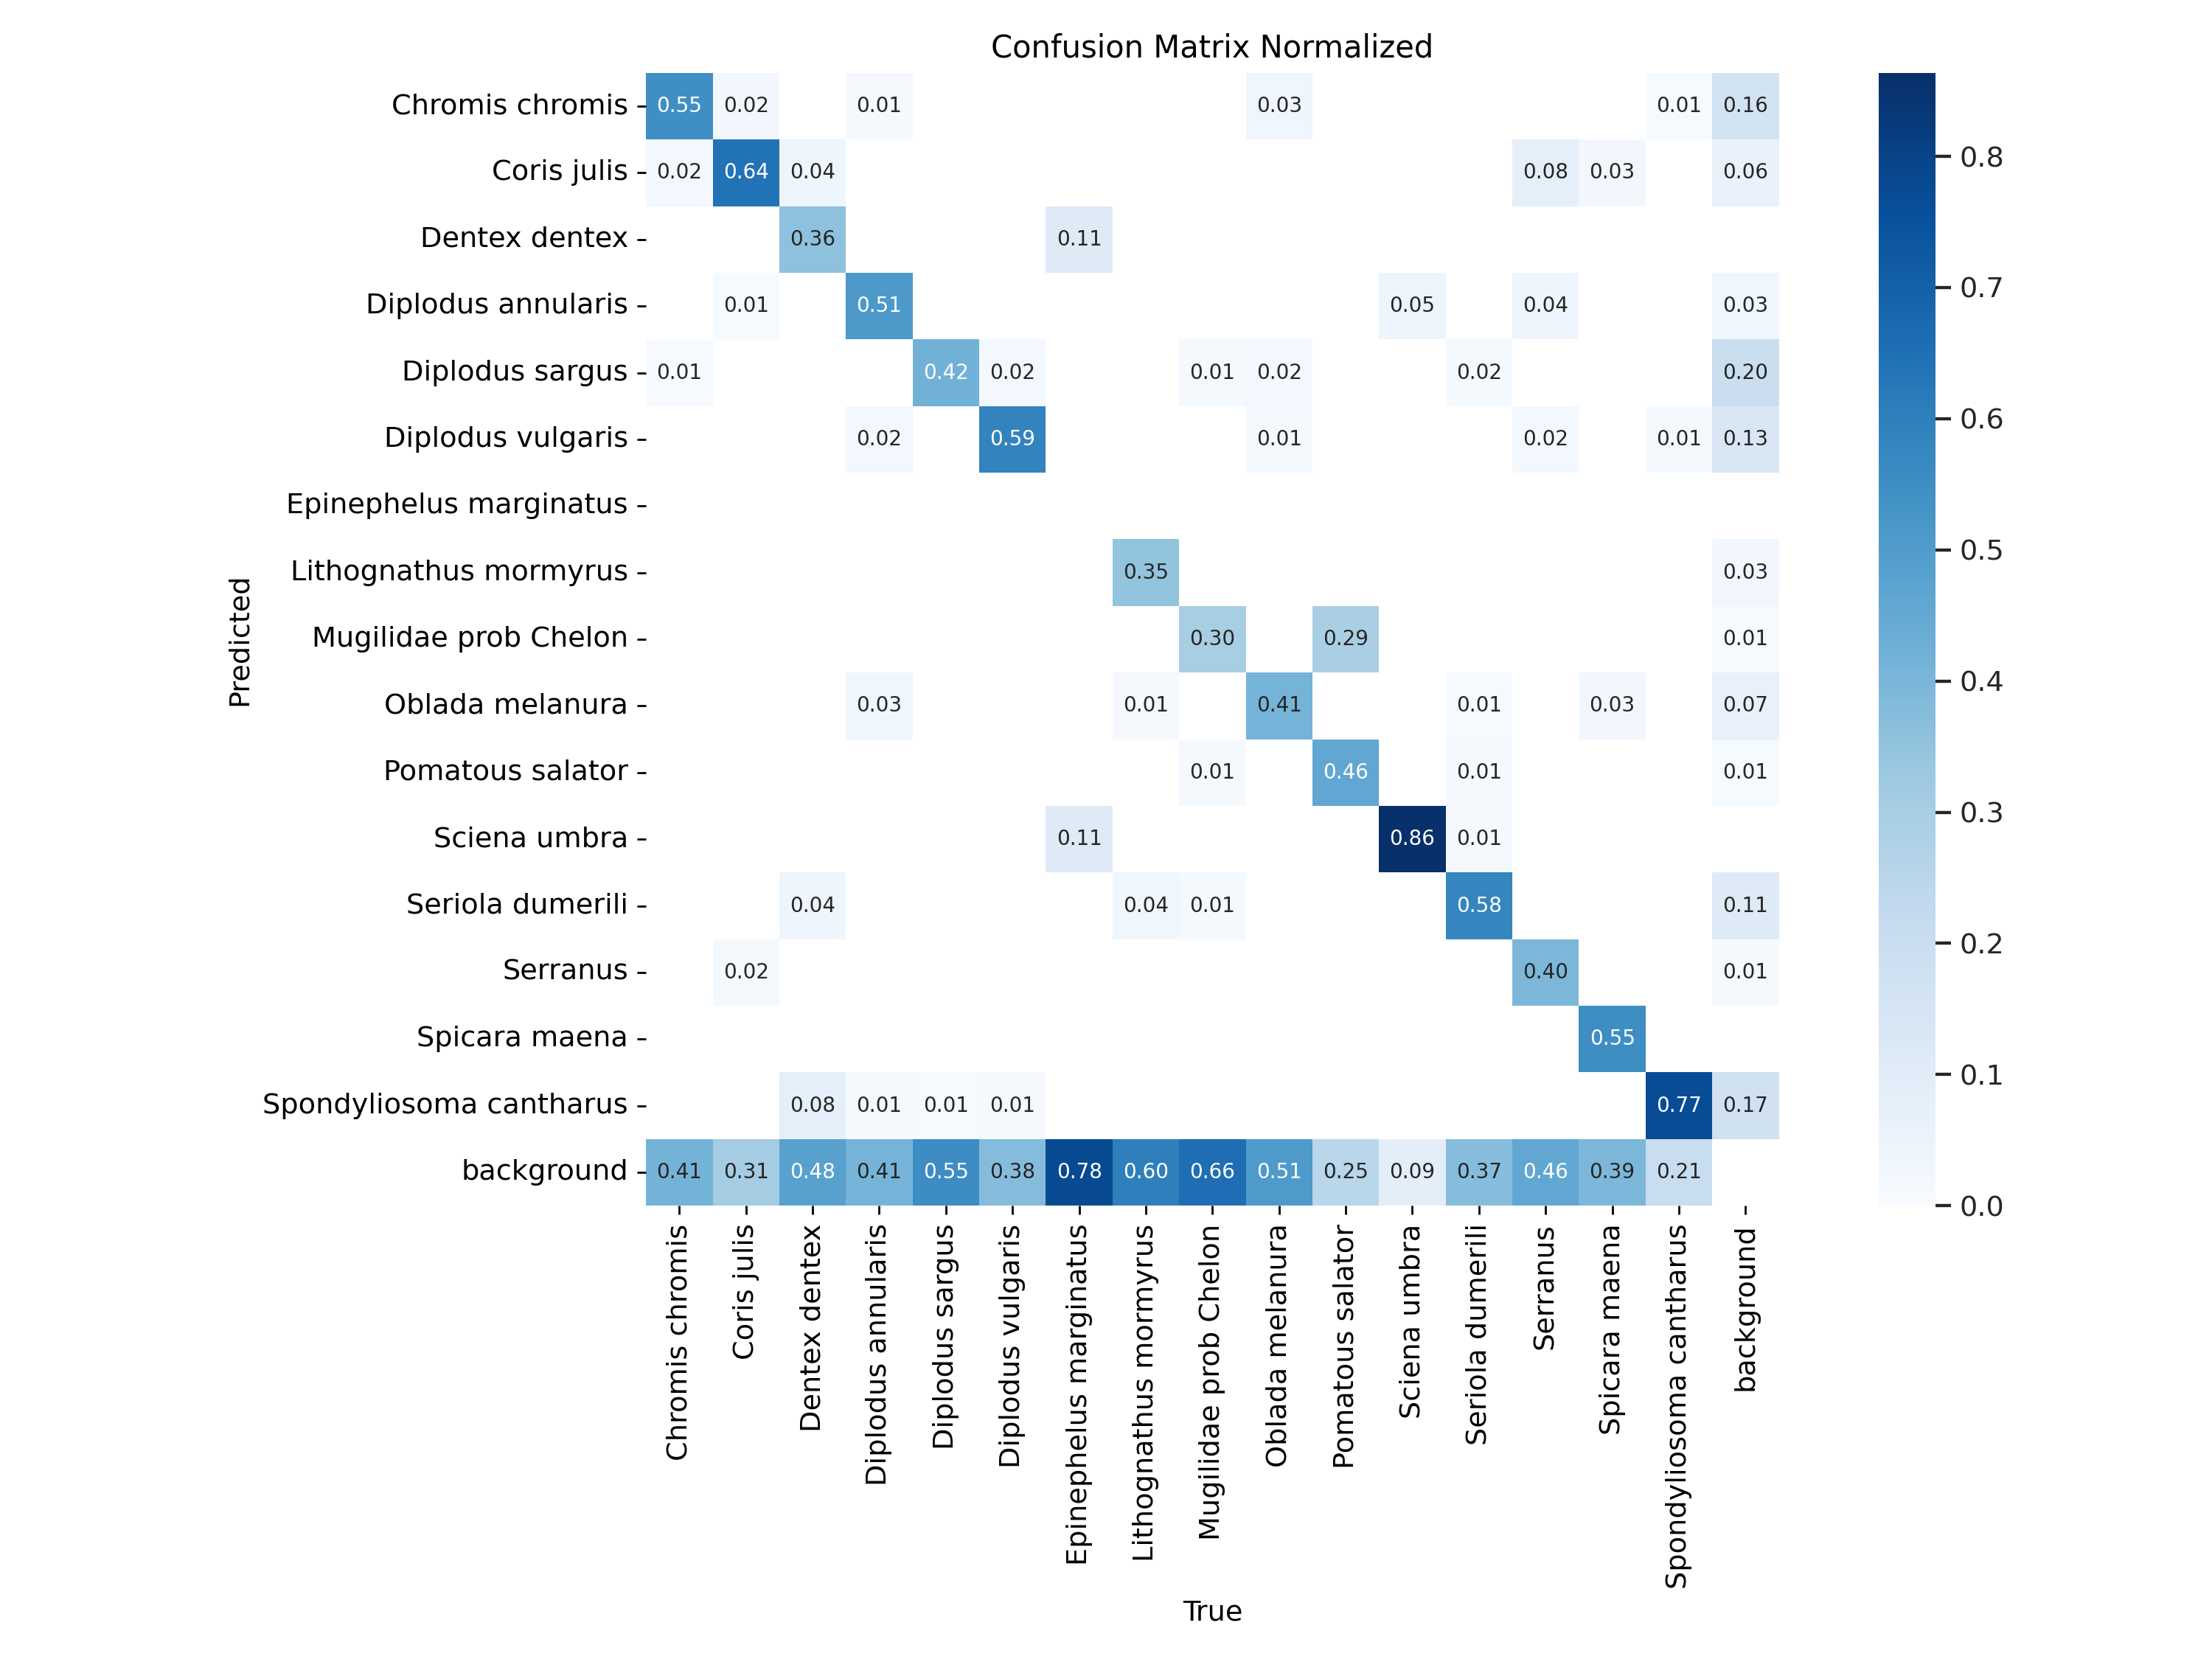 Confusion Matrix Normalized
Chromis chromis 0.55 0.02 0.01 0.03 0.01 0.16
Coris julis 0.02 0.64 0.04 0.08 0.03 0.06 0.8
Dentex dentex 0.36 0.11
Diplodus annularis 0.01 0.51 0.05 0.04 0.03 0.7
Diplodus sargus 0.01 0.42 0.02 0.01 0.02 0.02 0.20
Diplodus vulgaris 0.02 0.59 0.01 0.02 0.01 0.13 0.6
Epinephelus marginatus
Lithognathus mormyrus 0.35 0.03 0.5
Mugilidae prob Chelon 0.30 0.29 0.01
Oblada melanura 0.03 0.01 0.41 0.01 0.03 0.07 0.4
Pomatous salator 0.01 0.46 0.01 0.01
Sciena umbra 0.11 0.86 0.01 0.3
Seriola dumerili 0.04 0.04 0.01 0.58 0.11
Serranus 0.02 0.40 0.01 0.2
Spicara maena 0.55
Spondyliosoma cantharus 0.08 0.01 0.01 0.01 0.77 0.17 0.1
background 0.41 0.31 0.48 0.41 0.55 0.38 0.78 0.60 0.66 0.51 0.25 0.09 0.37 0.46 0.39 0.21 0.0
Predicted
Chromis chromis
Coris julis
Dentex dentex
Diplodus annularis
Diplodus sargus
Diplodus vulgaris
Epinephelus marginatus
Lithognathus mormyrus
Mugilidae prob Chelon
Oblada melanura
Pomatous salator
Sciena umbra
Seriola dumerili
Serranus
Spicara maena
Spondyliosoma cantharus
background
True